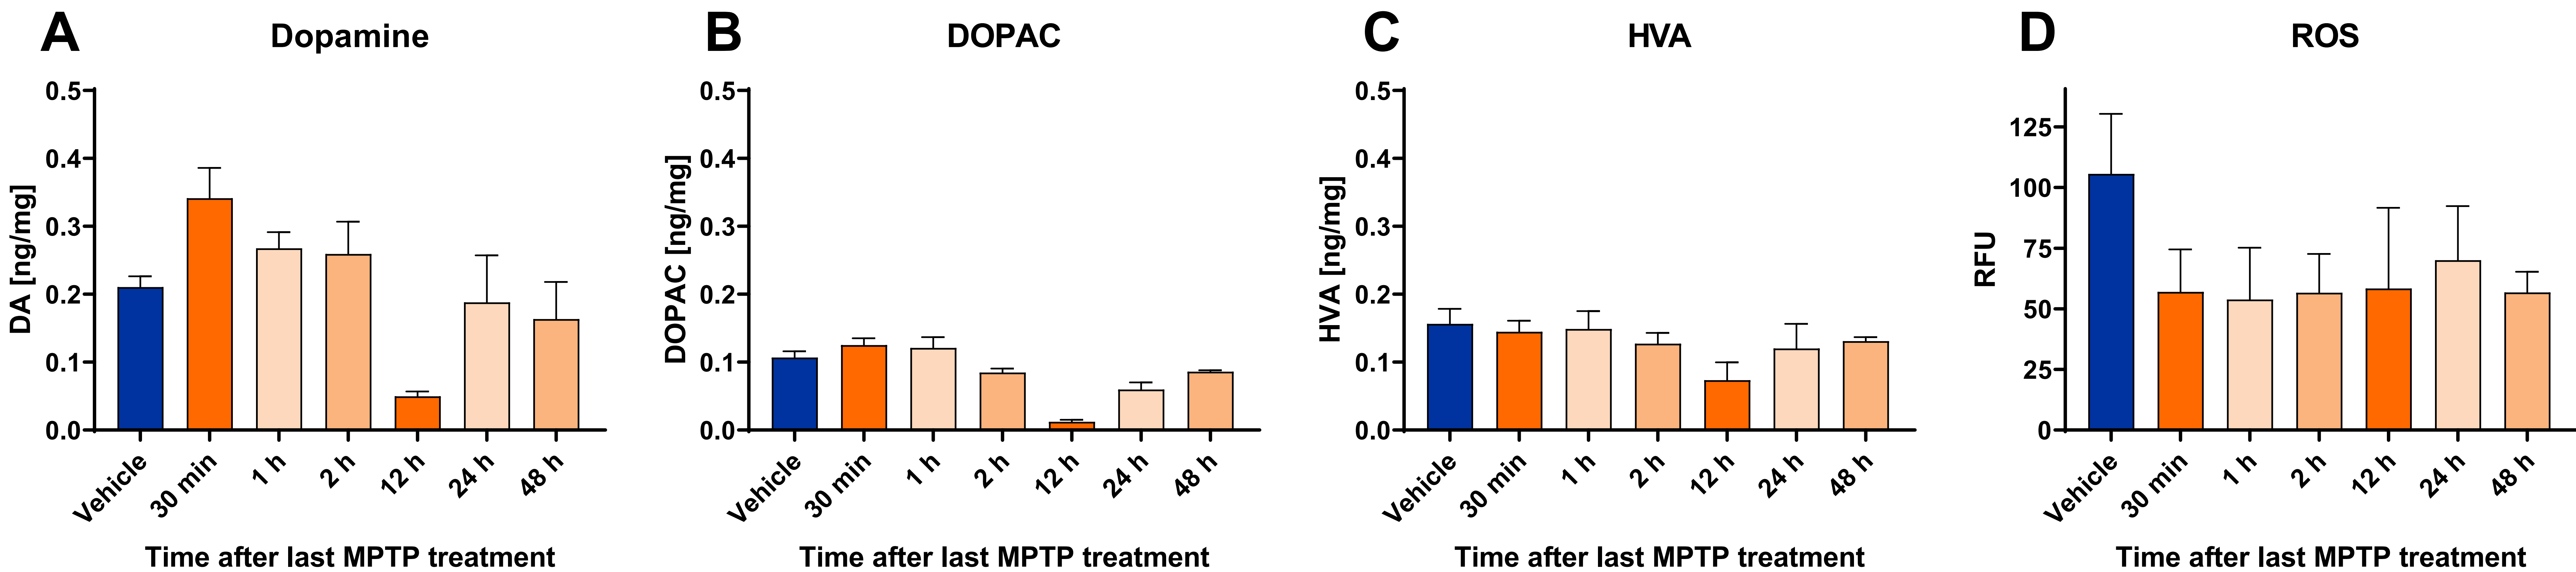 A
Dopamine
DA [ng/mg]
0.5
0.4
0.3
0.2
0.1
0.0
Vehicle
30 min
1 h
2 h
12 h
24 h
48 h
Time after last MPTP treatment
B
DOPAC
DOPAC [ng/mg]
0.5
0.4
0.3
0.2
0.1
0.0
Vehicle
30 min
1 h
2 h
12 h
24 h
48 h
Time after last MPTP treatment
C
HVA
HVA [ng/mg]
0.5
0.4
0.3
0.2
0.1
0.0
Vehicle
30 min
1 h
2 h
12 h
24 h
48 h
Time after last MPTP treatment
D
ROS
RFU
125
100
75
50
25
0
Vehicle
30 min
1 h
2 h
12 h
24 h
48 h
Time after last MPTP treatment